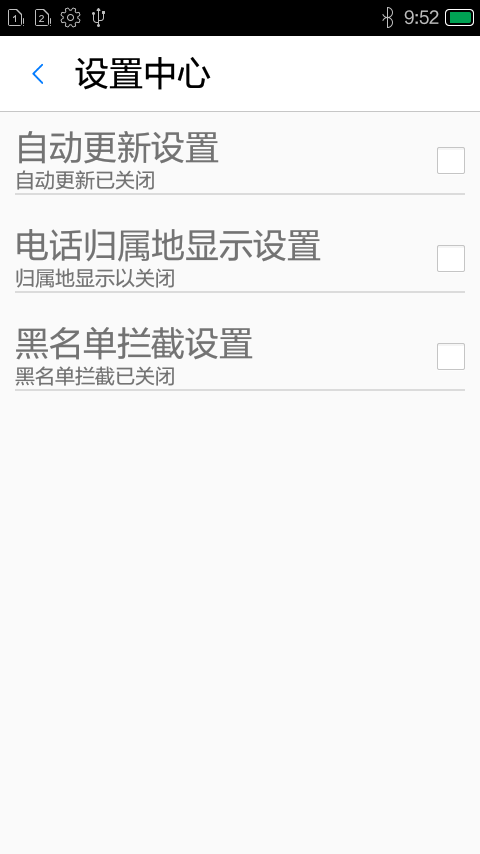 1 2 9:52
设置中心
自动更新设置
自动更新已关闭
电话归属地显示设置
归属地显示以关闭
黑名单拦截设置
黑名单拦截已关闭